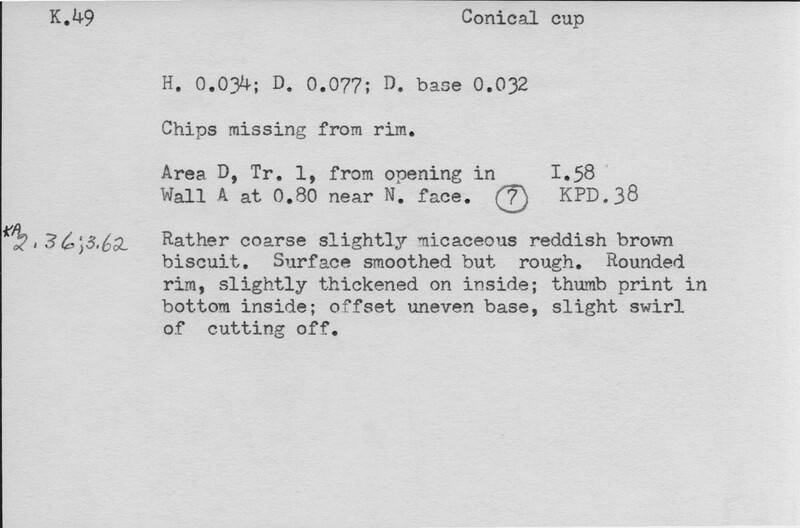 K.49 Conical cup
H. 0.034; D. 0.077; D. base 0.032
Chips missing from rim.
Area D, Tr. 1, from opening in I.58
Wall A at 0.80 near N. face. 7 KPD.38
KA
2.36; 3.62 Rather coarse slightly micaceous reddish brown
biscuit. Surface smoothed but rough. Rounded
rim, slightly thickened on inside; thumb print in
bottom inside; offset uneven base, slight swirl
of cutting off.